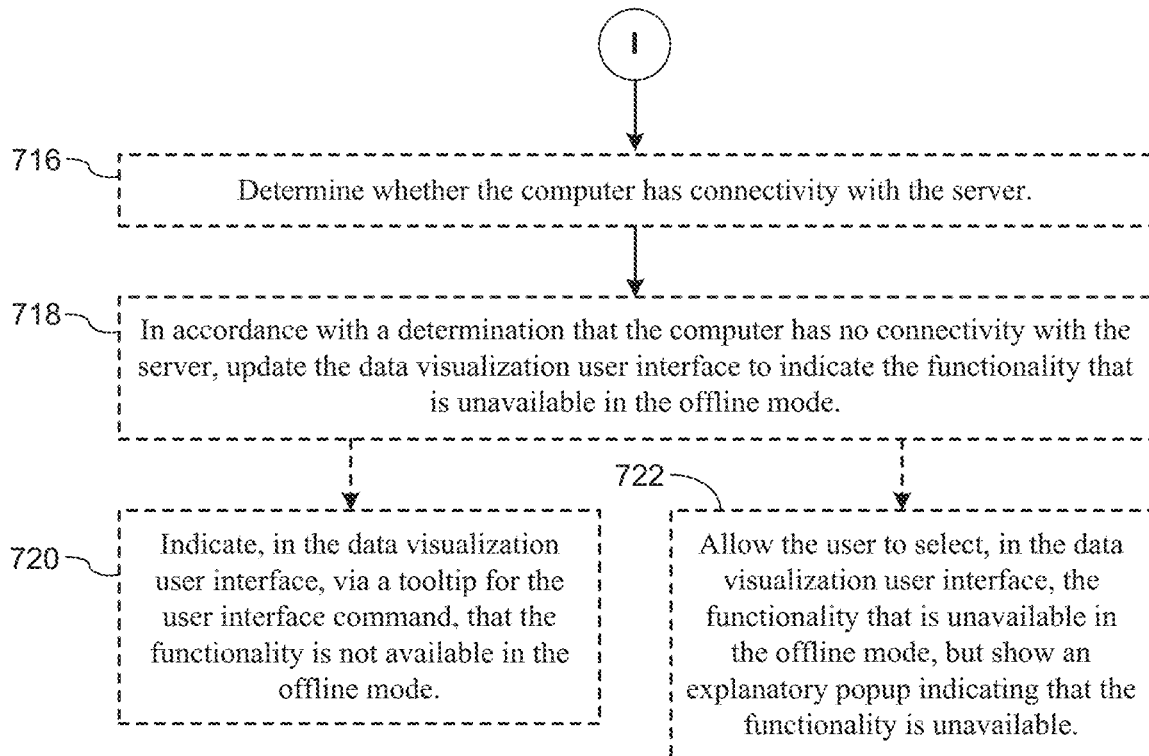 I
716
Determine whether the computer has connectivity with the server.
718
In accordance with a determination that the computer has no connectivity with the
server, update the data visualization user interface to indicate the functionality that
is unavailable in the offline mode.
720
Indicate, in the data visualization
user interface, via a tooltip for the
user interface command, that the
functionality is not available in the
offline mode.
722
Allow the user to select, in the data
visualization user interface, the
functionality that is unavailable in
the offline mode, but show an
explanatory popup indicating that the
functionality is unavailable.